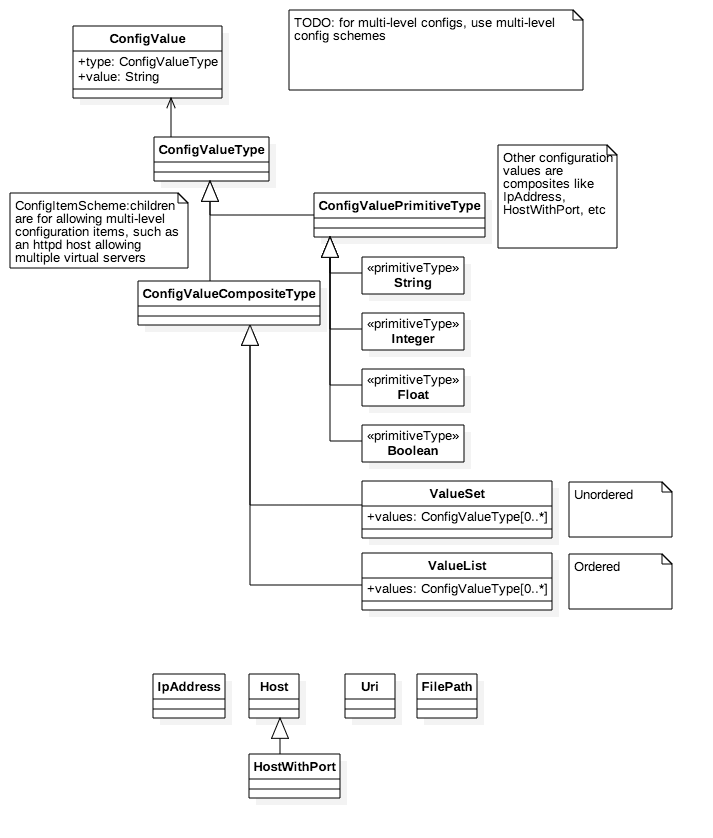 ConfigValue
+type: ConfigValueType
+value: String
TODO: for multi-level configs, use multi-level
config schemes
ConfigValueType
Other configuration
values are
composites like
IpAddress,
HostWithPort, etc
ConfigItemScheme:children
are for allowing multi-level
configuration items, such as
an httpd host allowing
multiple virtual servers
ConfigValuePrimitiveType
«primitiveType»
String
ConfigValueCompositeType
«primitiveType»
Integer
«primitiveType»
Float
«primitiveType»
Boolean
ValueSet
+values: ConfigValueType[0..*]
Unordered
ValueList
+values: ConfigValueType[0..*]
Ordered
IpAddress
Host
Uri
FilePath
HostWithPort